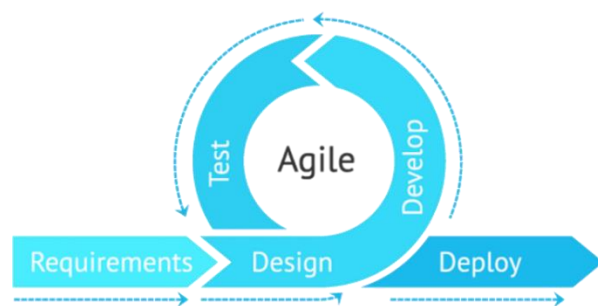 Requirements
Design
Develop
Test
Agile
Deploy